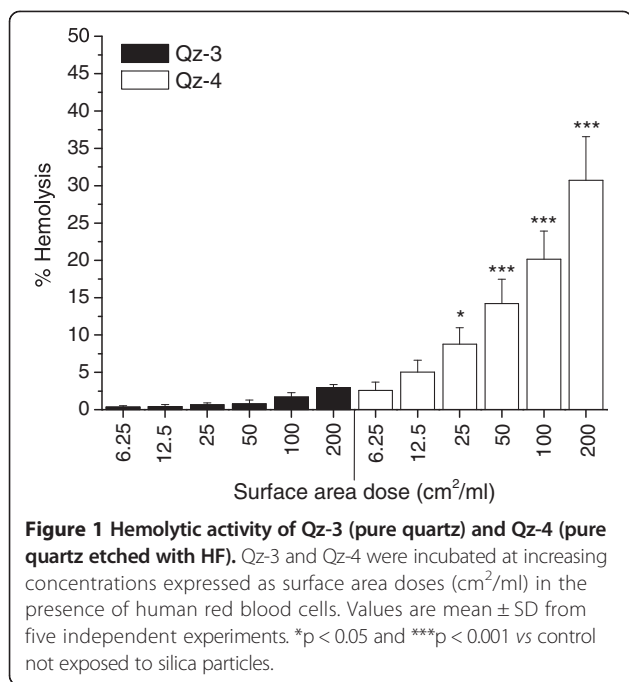 50
45
40
35
30
25
20
15
10
5
0
% Hemolysis
Qz-3
Qz-4
*
***
***
***
6.25
12.5
25
50
100
200
6.25
12.5
25
50
100
200
Surface area dose (cm²/ml)
Figure 1 Hemolytic activity of Qz-3 (pure quartz) and Qz-4 (pure
quartz etched with HF). Qz-3 and Qz-4 were incubated at increasing
concentrations expressed as surface area doses (cm²/ml) in the
presence of human red blood cells. Values are mean ± SD from
five independent experiments. *p < 0.05 and ***p < 0.001 vs control
not exposed to silica particles.